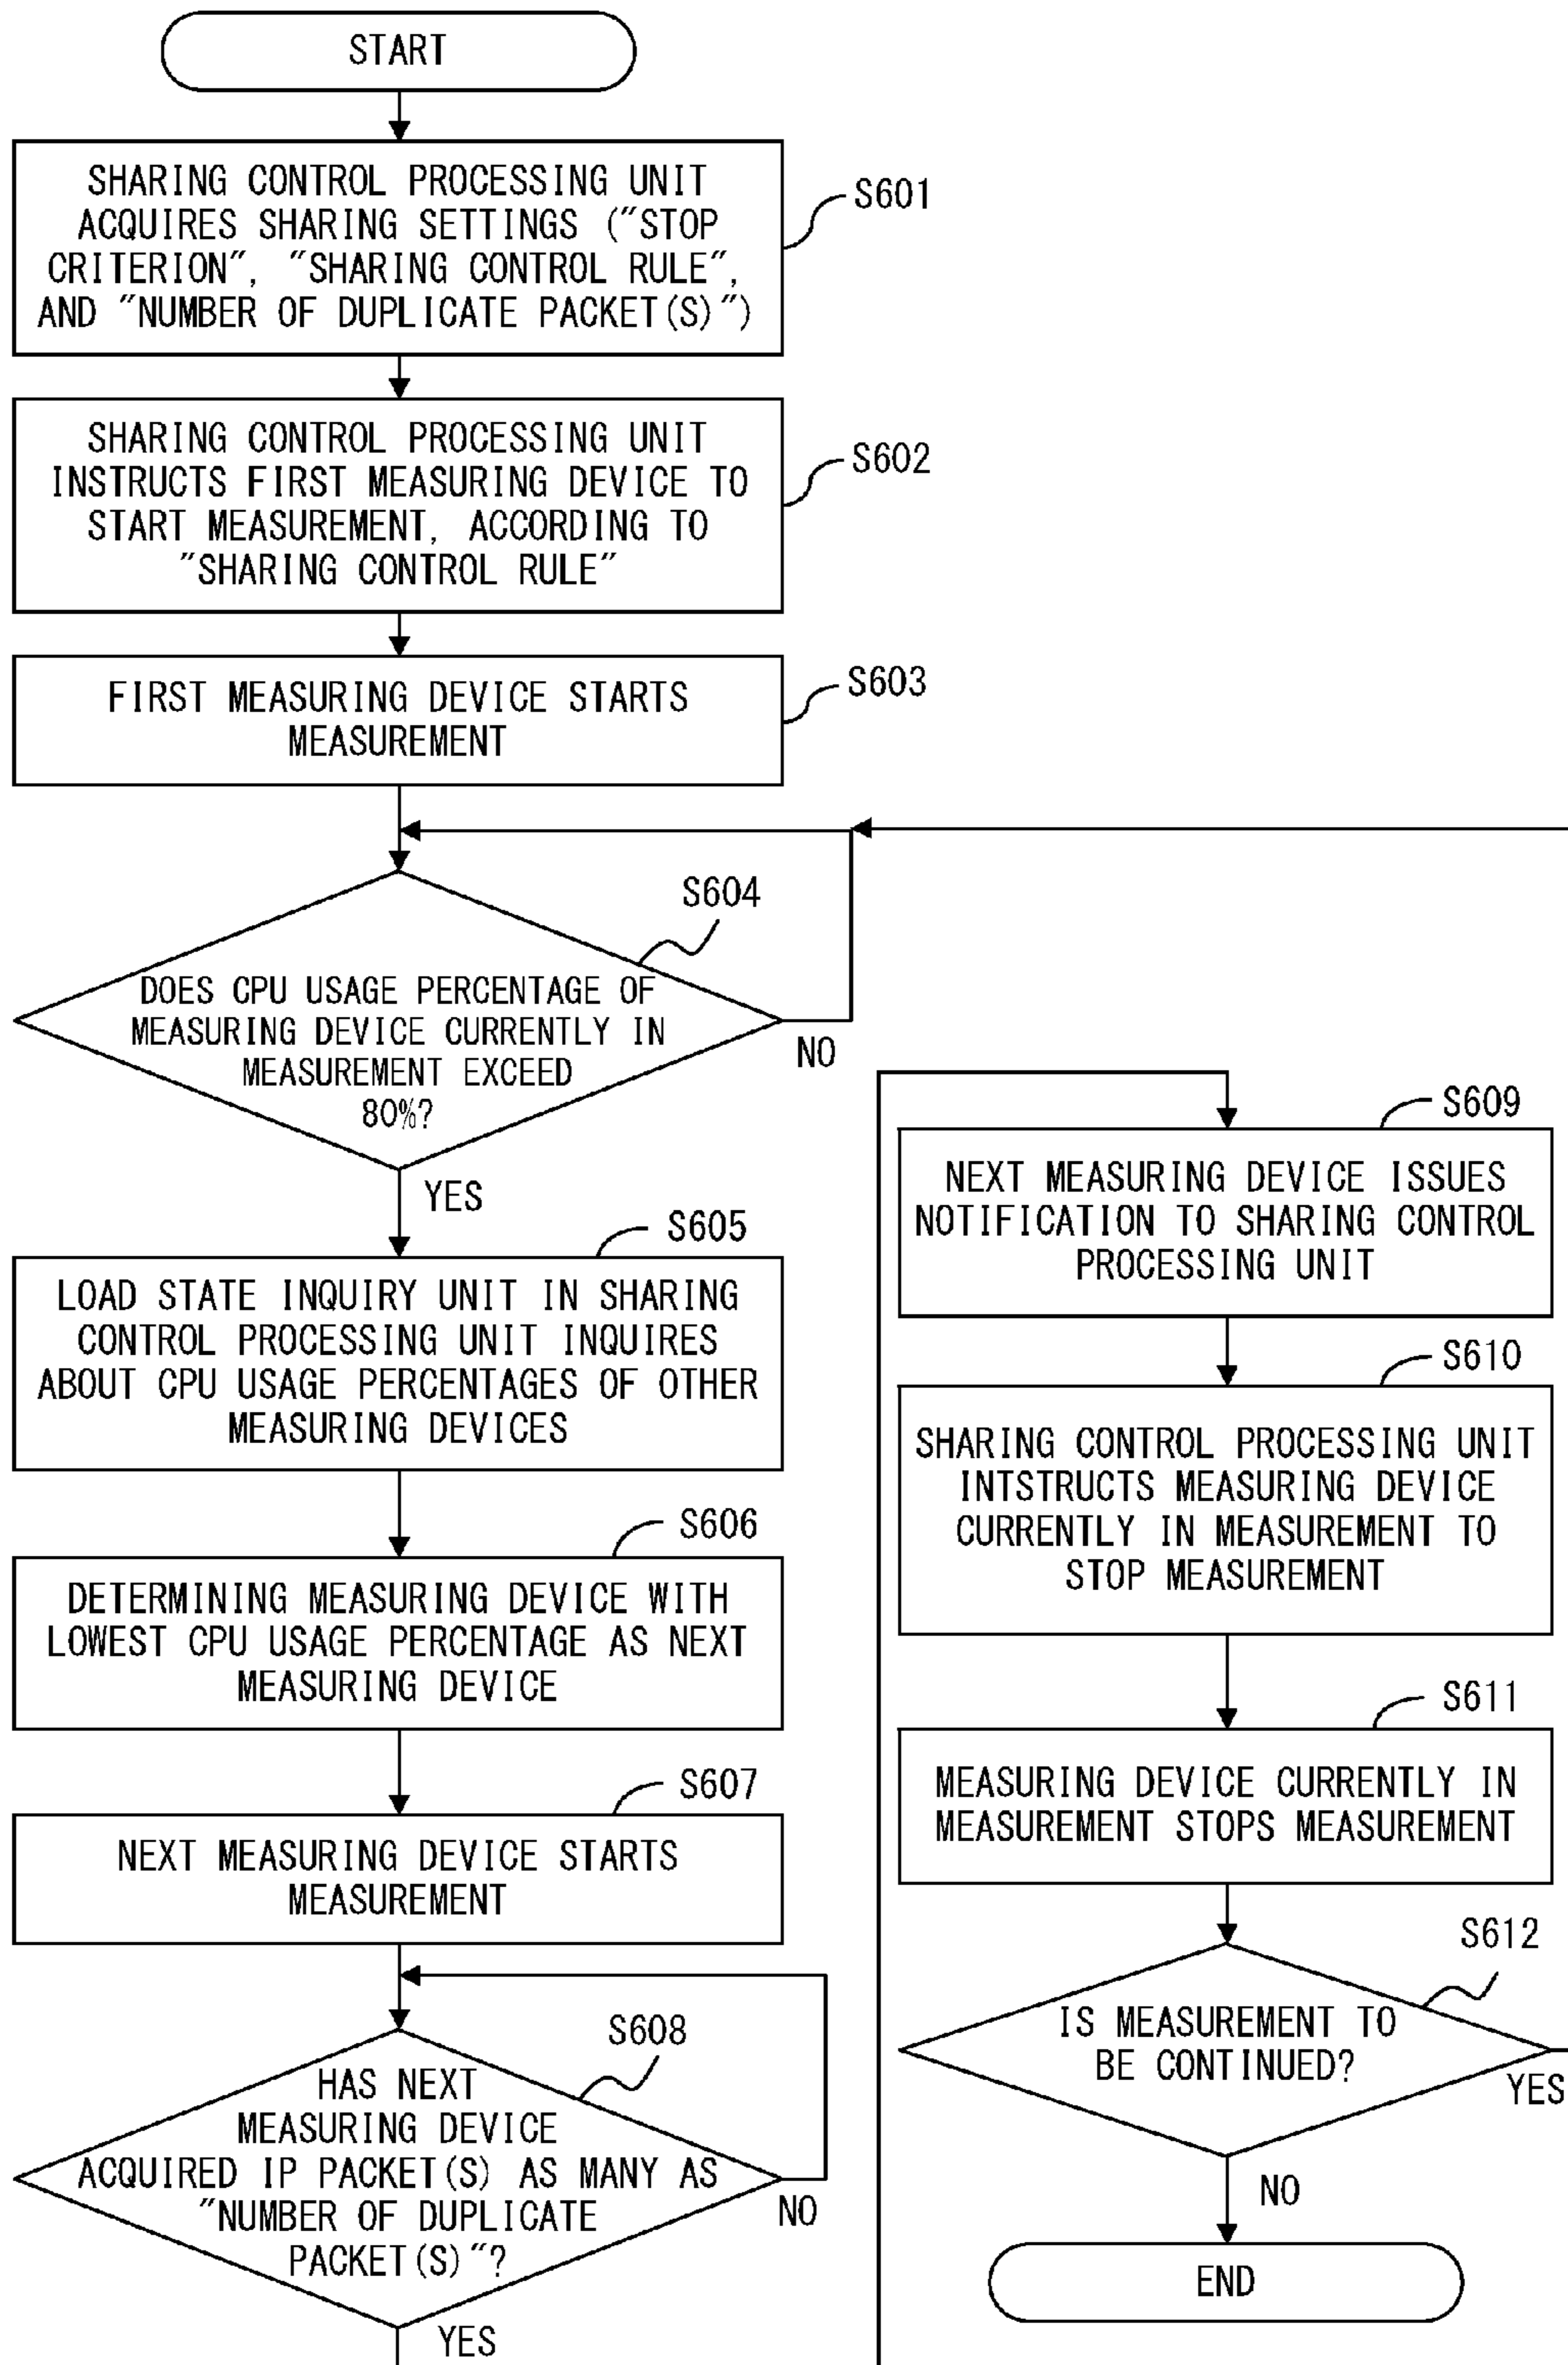 START
SHARING CONTROL PROCESSING UNIT
ACQUIRES SHARING SETTINGS ("STOP
CRITERION", "SHARING CONTROL RULE",
AND "NUMBER OF DUPLICATE PACKET(S)")
S601
SHARING CONTROL PROCESSING UNIT
INSTRUCTS FIRST MEASURING DEVICE TO
START MEASUREMENT, ACCORDING TO
"SHARING CONTROL RULE"
S602
FIRST MEASURING DEVICE STARTS
MEASUREMENT
S603
S604
DOES CPU USAGE PERCENTAGE OF
MEASURING DEVICE CURRENTLY IN
MEASUREMENT EXCEED
80%?
NO
YES
S605
LOAD STATE INQUIRY UNIT IN SHARING
CONTROL PROCESSING UNIT INQUIRES
ABOUT CPU USAGE PERCENTAGES OF OTHER
MEASURING DEVICES
S606
DETERMINING MEASURING DEVICE WITH
LOWEST CPU USAGE PERCENTAGE AS NEXT
MEASURING DEVICE
S607
NEXT MEASURING DEVICE STARTS
MEASUREMENT
S608
HAS NEXT
MEASURING DEVICE
ACQUIRED IP PACKET(S) AS MANY AS
"NUMBER OF DUPLICATE
PACKET(S)"?
NO
YES
S609
NEXT MEASURING DEVICE ISSUES
NOTIFICATION TO SHARING CONTROL
PROCESSING UNIT
S610
SHARING CONTROL PROCESSING UNIT
INTSTRUCTS MEASURING DEVICE
CURRENTLY IN MEASUREMENT TO
STOP MEASUREMENT
S611
MEASURING DEVICE CURRENTLY IN
MEASUREMENT STOPS MEASUREMENT
S612
IS MEASUREMENT TO
BE CONTINUED?
YES
NO
END